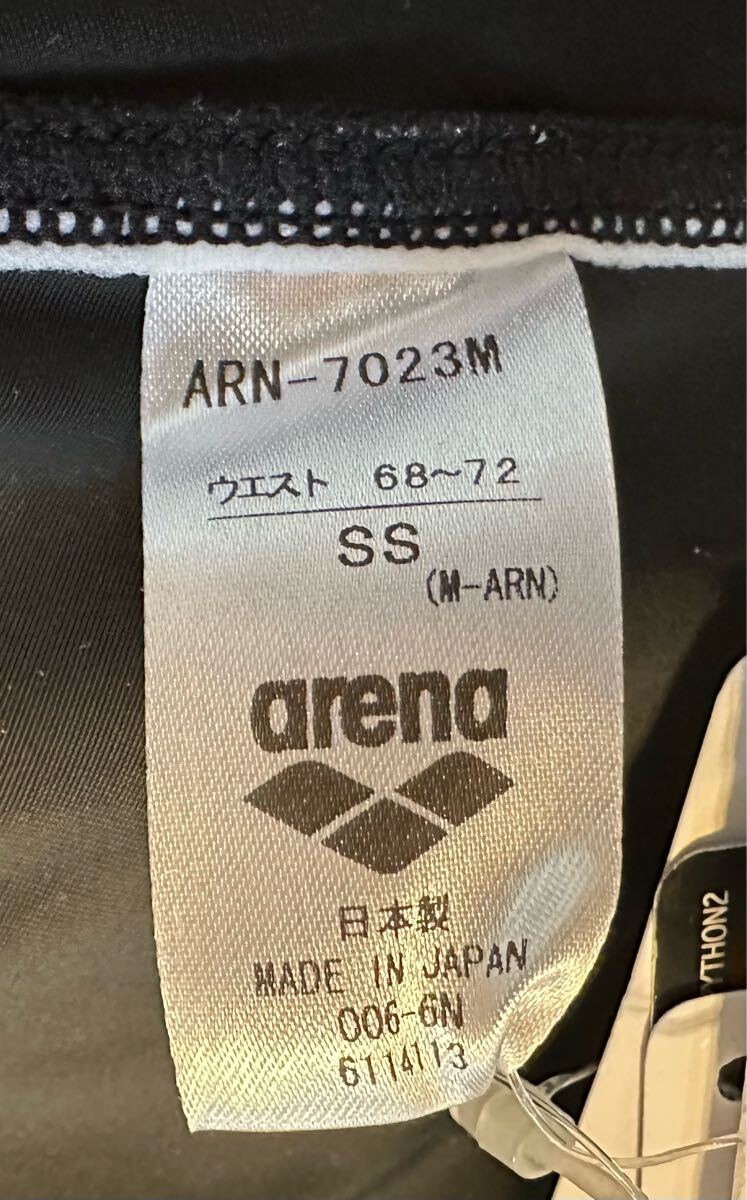 ARN-7023M
ウエスト 68~72
SS
(M-ARN)
arena
日本製
MADE IN JAPAN
006-6N
6114113
YTHON2